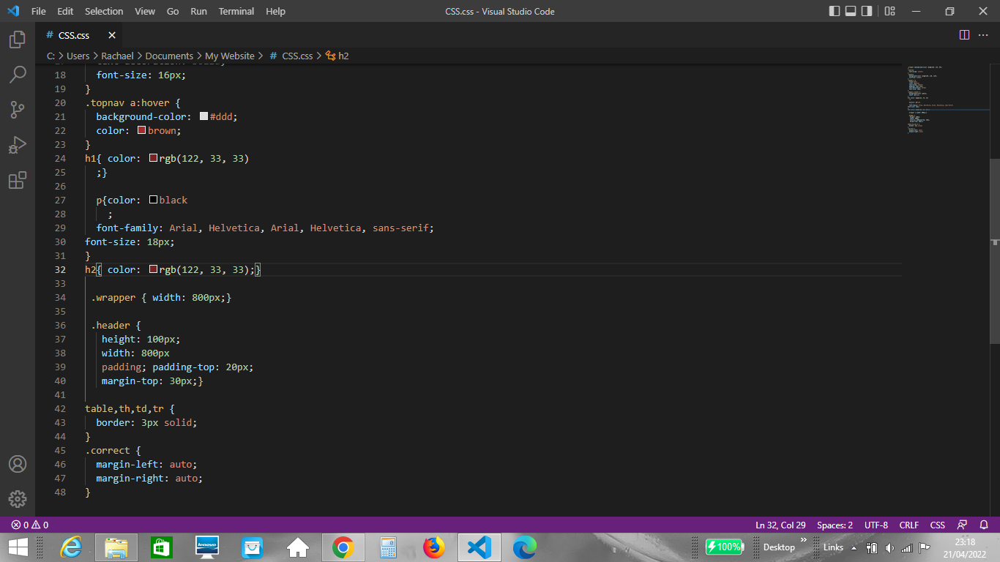 File Edit Selection View Go Run Terminal Help CSS.css - Visual Studio Code
# CSS.css
C: > Users > Rachael > Documents > My Website > # CSS.css > h2
18 font-size: 16px;
19 }
20 .topnav a:hover {
21 background-color: #ddd;
22 color: brown;
23 }
24 h1{ color: rgb(122, 33, 33)
25 ;}
26
27 p{color: black
28 ;
29 font-family: Arial, Helvetica, Arial, Helvetica, sans-serif;
30 font-size: 18px;
31 }
32 h2{ color: rgb(122, 33, 33);}
33
34 .wrapper { width: 800px;}
35
36 .header {
37 height: 100px;
38 width: 800px
39 padding; padding-top: 20px;
40 margin-top: 30px;}
41
42 table,th,td,tr {
43 border: 3px solid;
44 }
45 .correct {
46 margin-left: auto;
47 margin-right: auto;
48 }
0 0 Ln 32, Col 29 Spaces: 2 UTF-8 CRLF CSS
lenovo 100% Desktop » Links 23:18
21/04/2022